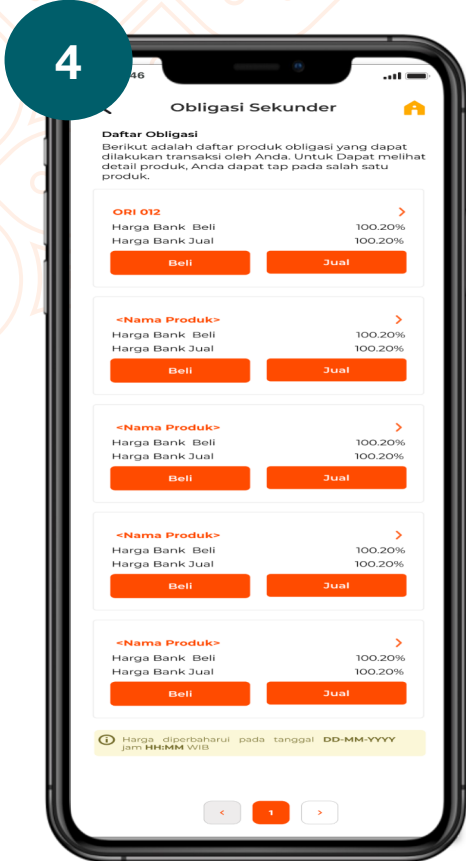 4
46
Obligasi Sekunder
Daftar Obligasi
Berikut adalah daftar produk obligasi yang dapat
dilakukan transaksi oleh Anda. Untuk Dapat melihat
detail produk, Anda dapat tap pada salah satu
produk.
ORI 012 >
Harga Bank Beli 100.20%
Harga Bank Jual 100.20%
Beli Jual
<Nama Produk> >
Harga Bank Beli 100.20%
Harga Bank Jual 100.20%
Beli Jual
<Nama Produk> >
Harga Bank Beli 100.20%
Harga Bank Jual 100.20%
Beli Jual
<Nama Produk> >
Harga Bank Beli 100.20%
Harga Bank Jual 100.20%
Beli Jual
<Nama Produk> >
Harga Bank Beli 100.20%
Harga Bank Jual 100.20%
Beli Jual
Harga diperbaharui pada tanggal DD-MM-YYYY
jam HH:MM WIB
< 1 >